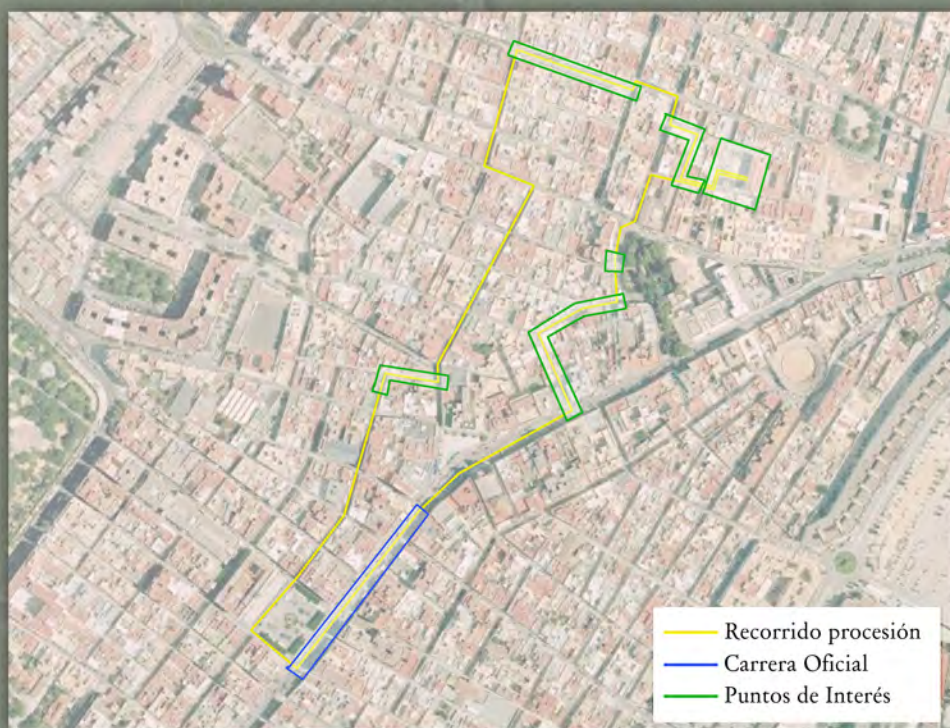 Recorrido procesión
Carrera Oficial
Puntos de Interés